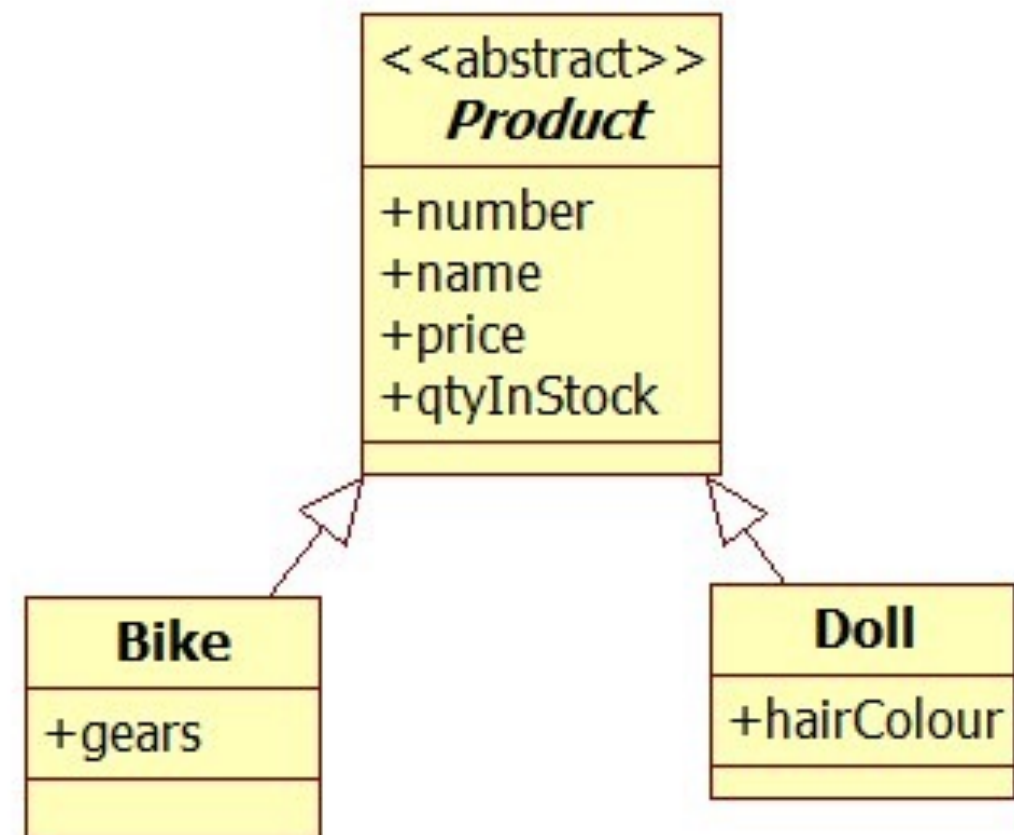 <<abstract>>
Product
+number
+name
+price
+qtyInStock
Bike
+gears
Doll
+hairColour